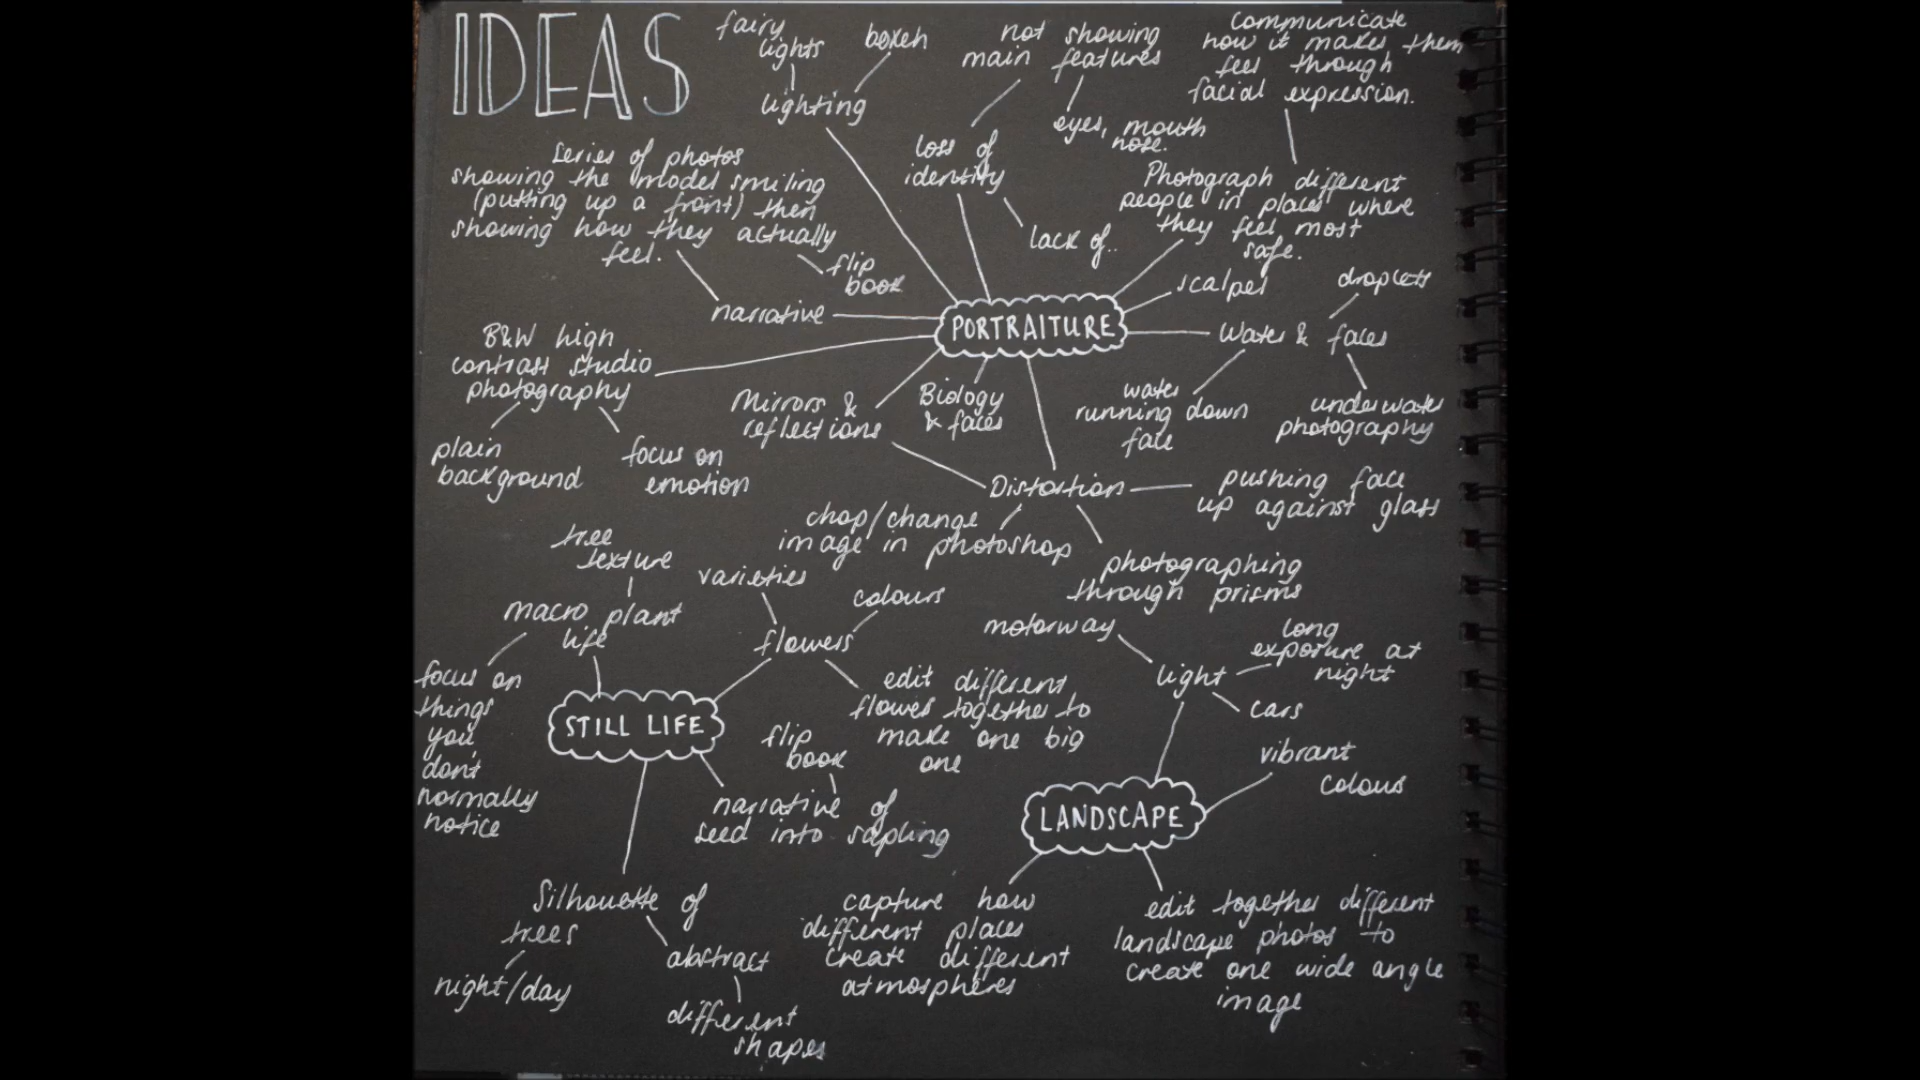 IDEAS
fairy
lights
bokeh
lighting
not showing
main features
eyes, mouth
nose.
loss of
identity
lack of..
communicate
how it makes them
feel through
facial expression.
Photograph different
people in places where
they feel most
safe.
series of photos
showing the model smiling
(putting up a front) then
showing how they actually
feel.
flip
book
narrative
PORTRAITURE
scalpel
droplets
Water & faces
water
running down
face
underwater
photography
B&W high
contrast studio
photography
plain
background
focus on
emotion
Mirrors &
reflections
Biology
& faces
Distortion
pushing face
up against glass
chop/change
image in photoshop
photographing
through prisms
tree
texture
macro plant
life
focus on
things
you
don't
normally
notice
varieties
colours
flowers
edit different
flower together to
make one big
one
STILL LIFE
flip
book
narrative of
seed into sapling
Silhouette of
trees
night/day
abstract
different
shapes
motorway
light
long
exposure at
night
cars
vibrant
colours
LANDSCAPE
capture how
different places
create different
atmospheres
edit together different
landscape photos to
create one wide angle
image